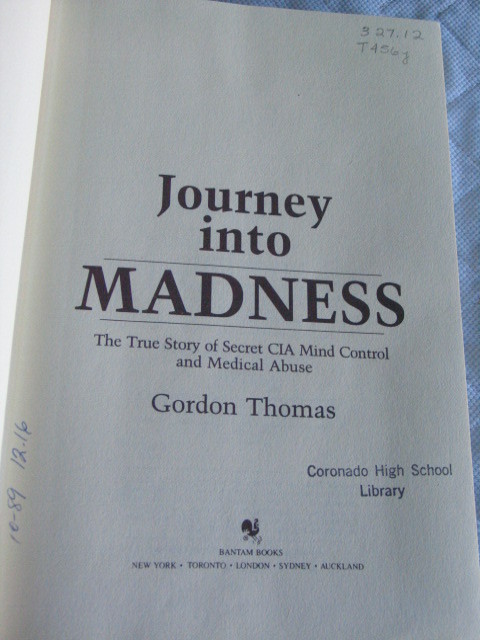 327.12
T456j
Journey
into
MADNESS
The True Story of Secret CIA Mind Control
and Medical Abuse
Gordon Thomas
Coronado High School
Library
10-89 12.16
BANTAM BOOKS
NEW YORK • TORONTO • LONDON • SYDNEY • AUCKLAND